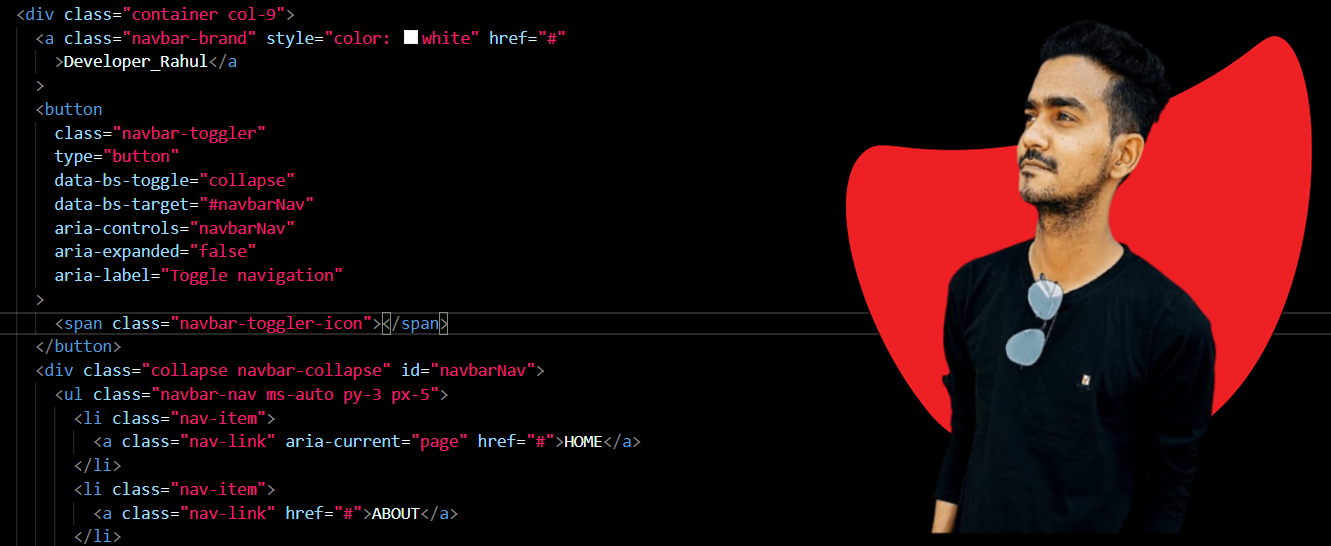 <div class="container col-9">
<a class="navbar-brand" style="color: white" href="#"
>Developer_Rahul</a
>
<button
class="navbar-toggler"
type="button"
data-bs-toggle="collapse"
data-bs-target="#navbarNav"
aria-controls="navbarNav"
aria-expanded="false"
aria-label="Toggle navigation"
>
<span class="navbar-toggler-icon"></span>
</button>
<div class="collapse navbar-collapse" id="navbarNav">
<ul class="navbar-nav ms-auto py-3 px-5">
<li class="nav-item">
<a class="nav-link" aria-current="page" href="#">HOME</a>
</li>
<li class="nav-item">
<a class="nav-link" href="#">ABOUT</a>
</li>